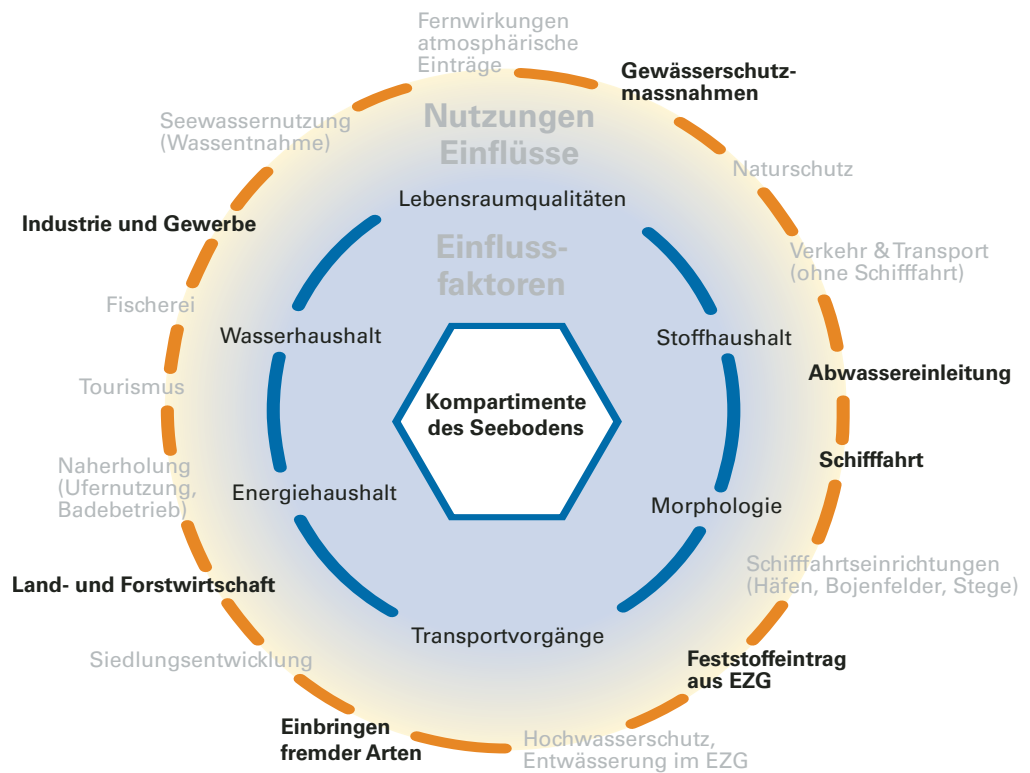 Fernwirkungen
atmosphärische
Einträge
Gewässerschutz-
massnahmen
Nutzungen
Einflüsse
Seewassernutzung
(Wassentnahme)
Naturschutz
Lebensraumqualitäten
Industrie und Gewerbe
Einfluss-
faktoren
Verkehr & Transport
(ohne Schifffahrt)
Fischerei
Wasserhaushalt
Stoffhaushalt
Tourismus
Abwassereinleitung
Kompartimente
des Seebodens
Schifffahrt
Naherholung
(Ufernutzung,
Badebetrieb)
Energiehaushalt
Morphologie
Land- und Forstwirtschaft
Schifffahrtseinrichtungen
(Häfen, Bojenfelder, Stege)
Transportvorgänge
Siedlungsentwicklung
Feststoffeintrag
aus EZG
Einbringen
fremder Arten
Hochwasserschutz,
Entwässerung im EZG